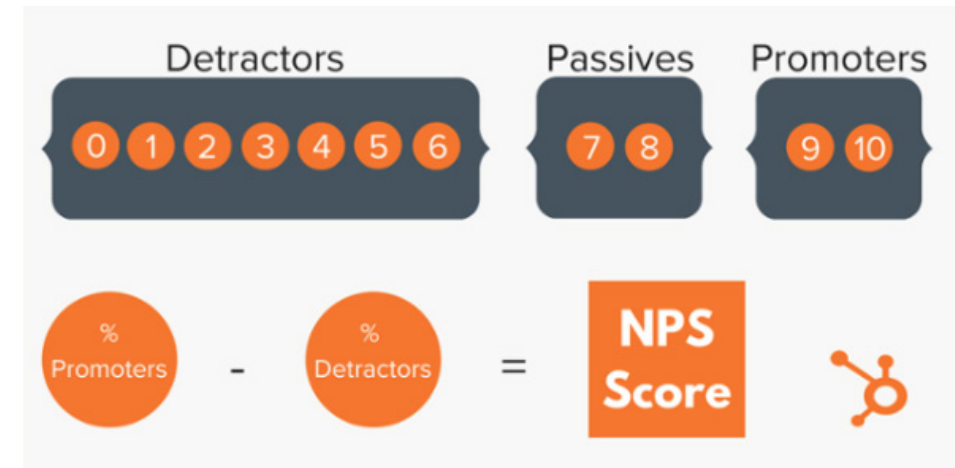 Detractors Passives Promoters
0 1 2 3 4 5 6 7 8 9 10
% % NPS
Promoters - Detractors = Score